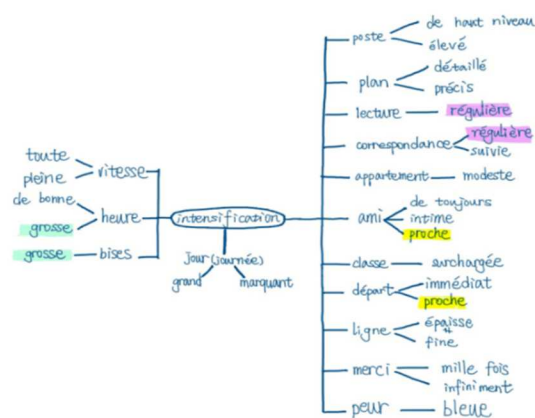 intensification
toute
pleine
vitesse
de bonne
grosse
heure
grosse
bises
jour (journée)
grand
marquant
poste
de haut niveau
élevé
plan
détaillé
précis
lecture
régulière
correspondance
régulière
suivie
appartement
modeste
ami
de toujours
intime
proche
classe
surchargée
départ
immédiat
proche
ligne
épaisse
fine
merci
mille fois
infiniment
peur
bleue